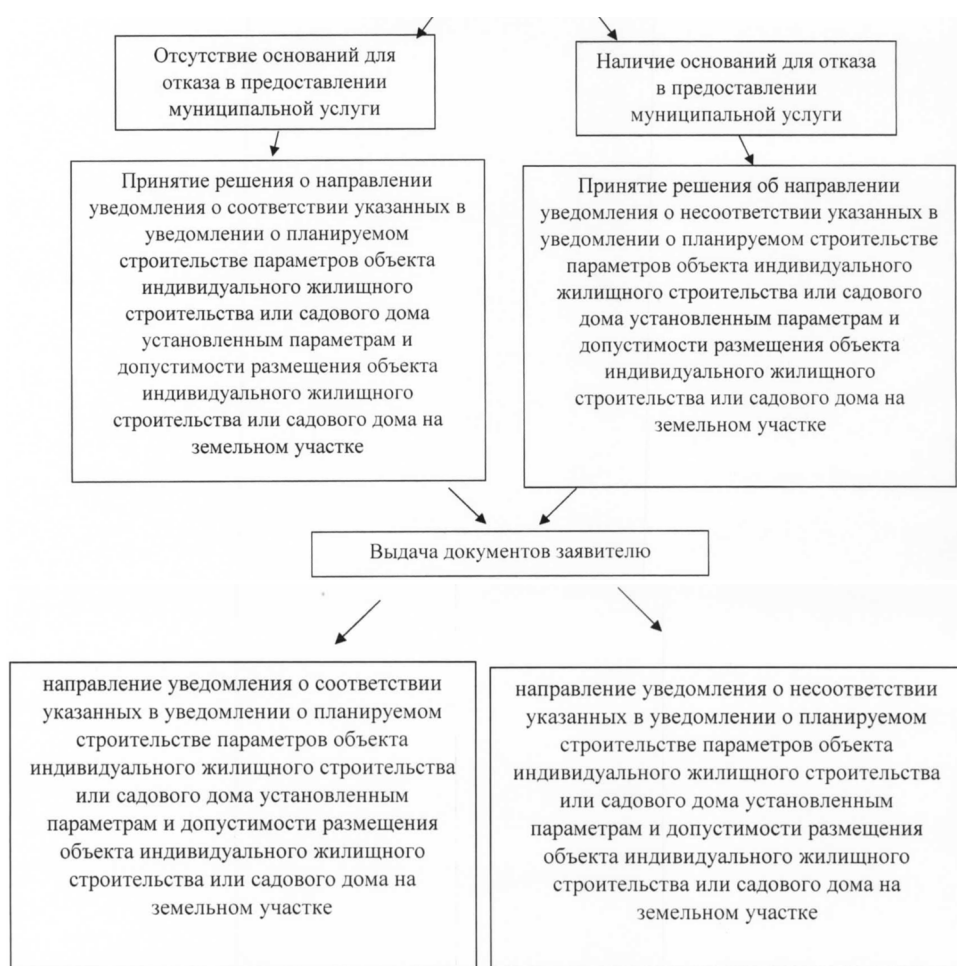 Отсутствие оснований для
отказа в предоставлении
муниципальной услуги
Наличие оснований для отказа
в предоставлении
муниципальной услуги
Принятие решения о направлении
уведомления о соответствии указанных в
уведомлении о планируемом
строительстве параметров объекта
индивидуального жилищного
строительства или садового дома
установленным параметрам и
допустимости размещения объекта
индивидуального жилищного
строительства или садового дома на
земельном участке
Принятие решения об направлении
уведомления о несоответствии указанных в
уведомлении о планируемом строительстве
параметров объекта индивидуального
жилищного строительства или садового
дома установленным параметрам и
допустимости размещения объекта
индивидуального жилищного
строительства или садового дома на
земельном участке
Выдача документов заявителю
направление уведомления о соответствии
указанных в уведомлении о планируемом
строительстве параметров объекта
индивидуального жилищного строительства
или садового дома установленным
параметрам и допустимости размещения
объекта индивидуального жилищного
строительства или садового дома на
земельном участке
направление уведомления о несоответствии
указанных в уведомлении о планируемом
строительстве параметров объекта
индивидуального жилищного строительства
или садового дома установленным
параметрам и допустимости размещения
объекта индивидуального жилищного
строительства или садового дома на
земельном участке